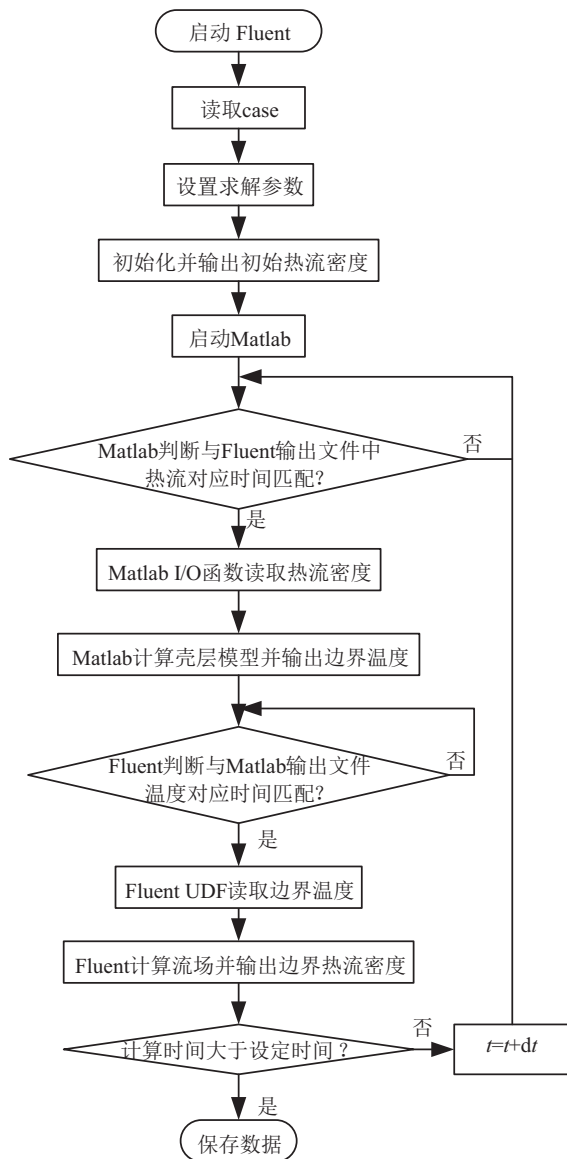 启动 Fluent
读取case
设置求解参数
初始化并输出初始热流密度
启动Matlab
Matlab判断与Fluent输出文件中
热流对应时间匹配?
否
是
Matlab I/O函数读取热流密度
Matlab计算壳层模型并输出边界温度
Fluent判断与Matlab输出文件
温度对应时间匹配?
否
是
Fluent UDF读取边界温度
Fluent计算流场并输出边界热流密度
计算时间大于设定时间?
否
t=t+dt
是
保存数据